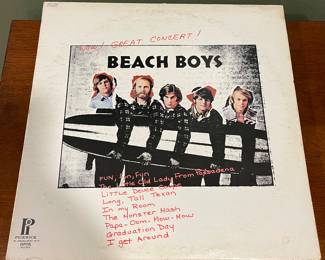 WOW! GREAT CONCERT!
BEACH BOYS
FUN, Fun, Fun
The Little Old Lady From Pasadena
LITTLE DEUCE Coupe
Long, Tall Texan
In my Room
The Monster Mash
Papa-Oom-Mow-Mow
Graduation Day
I get Around
PICKWICK